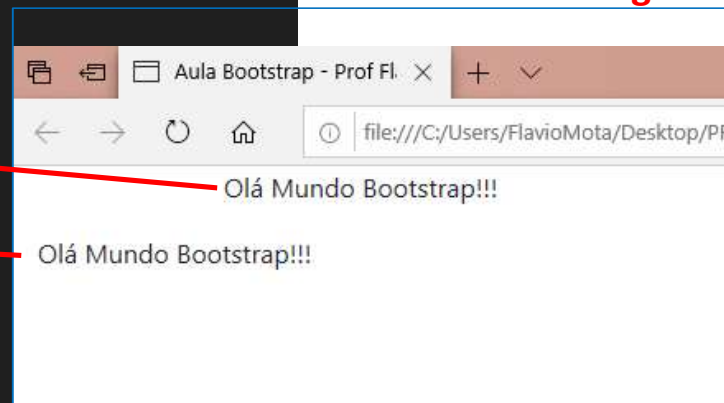 Aula Bootstrap - Prof Fl
file:///C:/Users/FlavioMota/Desktop/
Olá Mundo Bootstrap!!!
Olá Mundo Bootstrap!!!